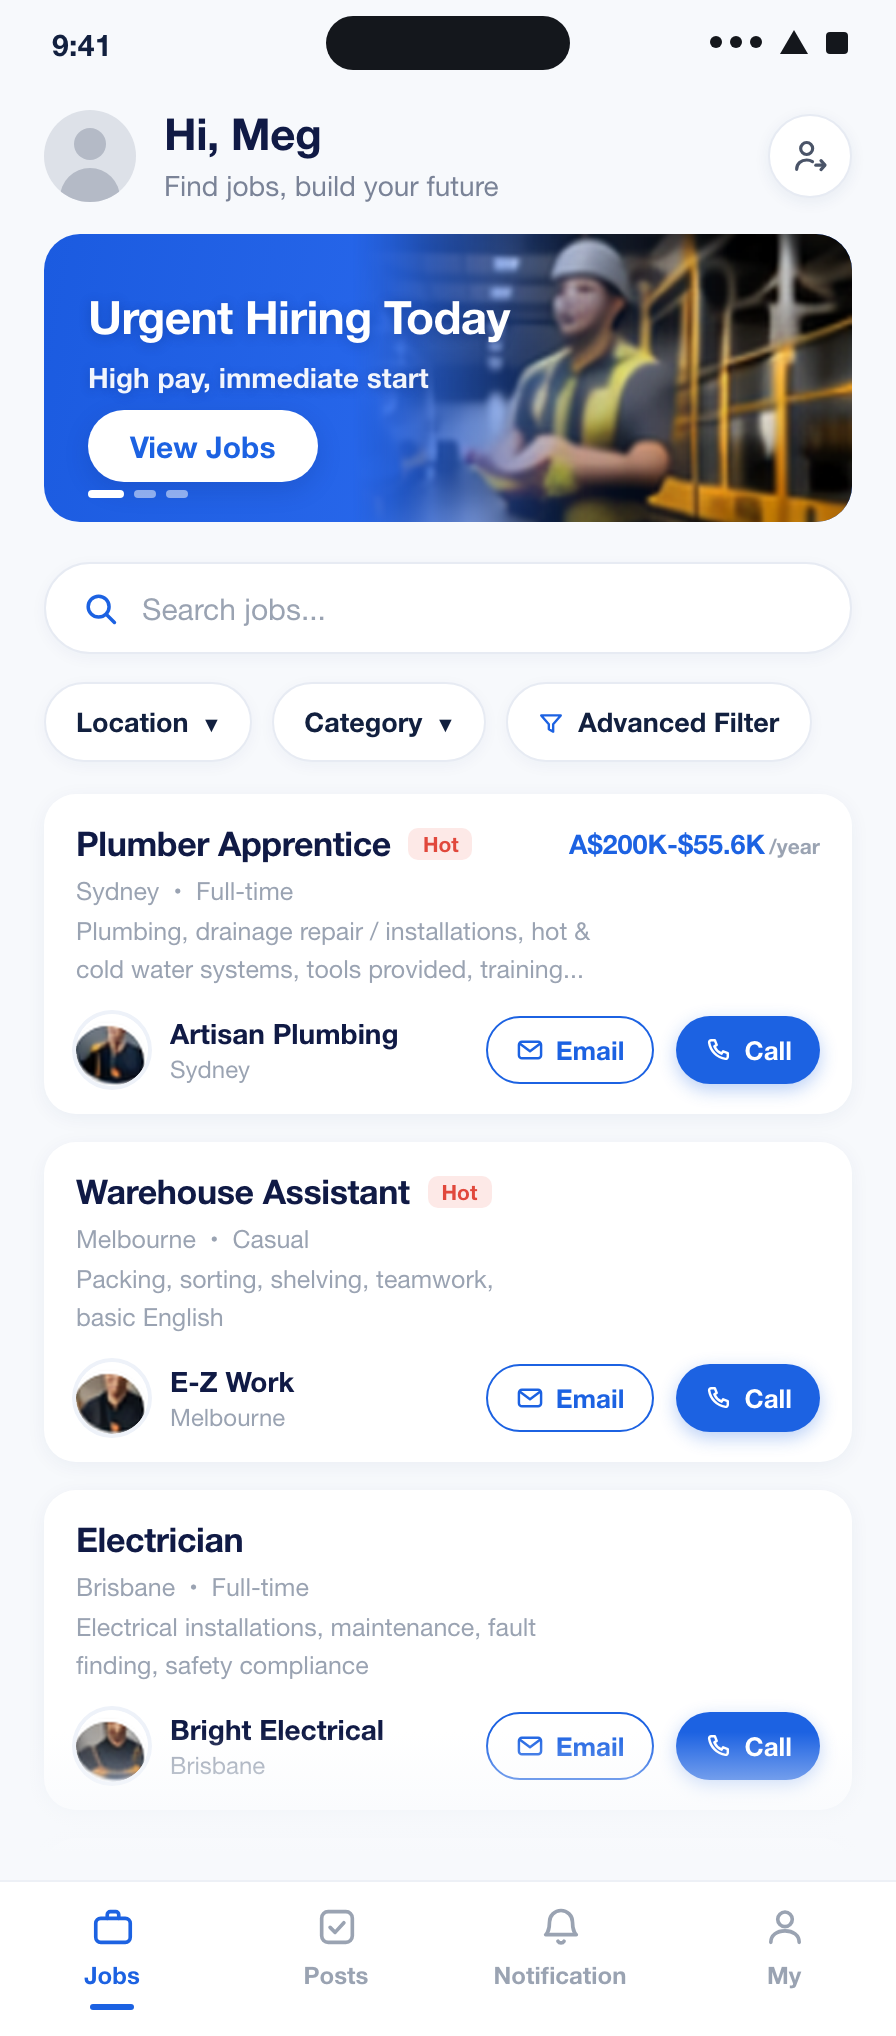 9:41
Hi, Meg
Find jobs, build your future
Urgent Hiring Today
High pay, immediate start
View Jobs
Search jobs...
Location ▼ Category ▼ Advanced Filter
Plumber Apprentice Hot A$200K-$55.6K /year
Sydney • Full-time
Plumbing, drainage repair / installations, hot &
cold water systems, tools provided, training...
Artisan Plumbing
Sydney
Email Call
Warehouse Assistant Hot
Melbourne • Casual
Packing, sorting, shelving, teamwork,
basic English
E-Z Work
Melbourne
Email Call
Electrician
Brisbane • Full-time
Electrical installations, maintenance, fault
finding, safety compliance
Bright Electrical
Brisbane
Email Call
Jobs Posts Notification My